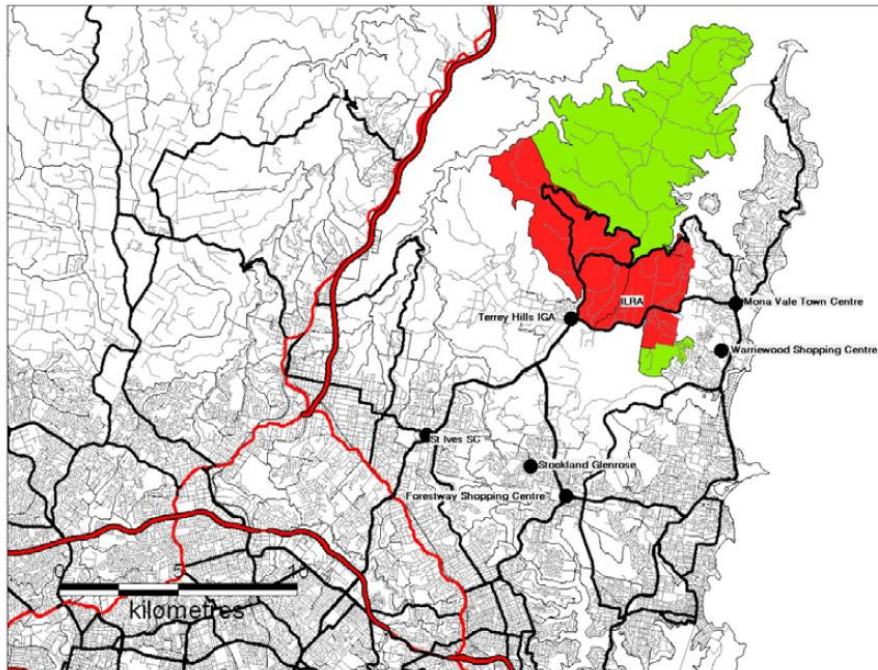 ILRA
Mona Vale Town Centre
Terrey Hills IGA
Warriewood Shopping Centre
St Ives SC
Stockland Glenrose
Forestway Shopping Centre
0 5 10
kilometres